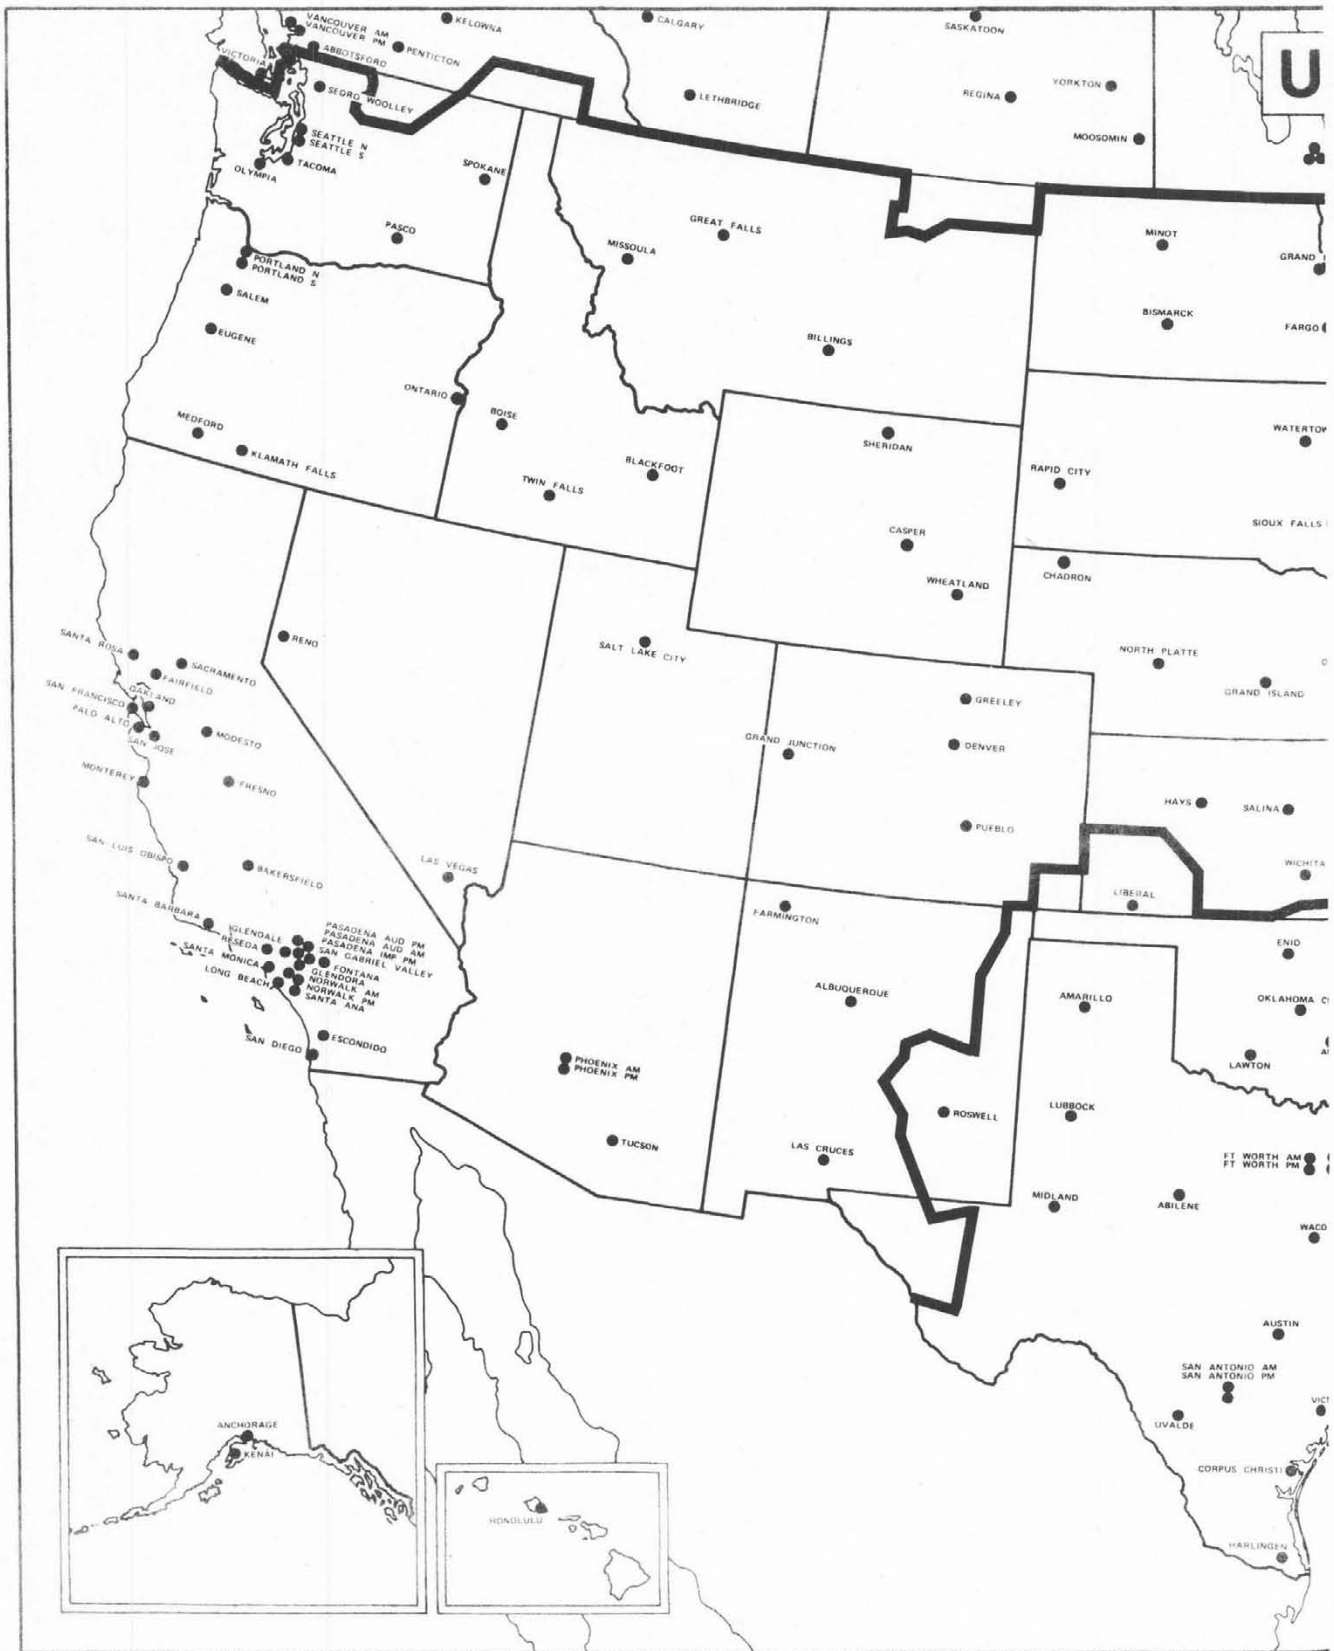 VANCOUVER AM
VANCOUVER PM
KELOWNA
CALGARY
SASKATOON
VICTORIA
ABBOTSFORD
PENTICTON
U
SEDRO WOOLLEY
LETHBRIDGE
REGINA
YORKTON
MOOSOMIN
SEATTLE N
SEATTLE S
OLYMPIA
TACOMA
SPOKANE
PASCO
MISSOULA
GREAT FALLS
MINOT
GRAND
PORTLAND N
PORTLAND S
SALEM
EUGENE
BILLINGS
BISMARCK
FARGO
ONTARIO
BOISE
MEDFORD
KLAMATH FALLS
TWIN FALLS
BLACKFOOT
SHERIDAN
WATERTOW
RAPID CITY
SIOUX FALLS
CASPER
WHEATLAND
CHADRON
SANTA ROSA
SACRAMENTO
FAIRFIELD
RENO
SALT LAKE CITY
NORTH PLATTE
GRAND ISLAND
SAN FRANCISCO
OAKLAND
PALO ALTO
SAN JOSE
MODESTO
GREELEY
GRAND JUNCTION
DENVER
MONTEREY
FRESNO
PUEBLO
HAYS
SALINA
SAN LUIS OBISPO
BAKERSFIELD
LAS VEGAS
WICHITA
LIBERAL
SANTA BARBARA
FARMINGTON
PASADENA AUD PM
PASADENA AUD AM
PASADENA IMP PM
SAN GABRIEL VALLEY
GLENDALE
RESEDA
SANTA MONICA
LONG BEACH
FONTANA
GLENDORA
NORWALK AM
NORWALK PM
SANTA ANA
ENID
ALBUQUERQUE
AMARILLO
OKLAHOMA C
SAN DIEGO
ESCONDIDO
PHOENIX AM
PHOENIX PM
LAWTON
A
TUCSON
ROSWELL
LUBBOCK
LAS CRUCES
FT WORTH AM
FT WORTH PM
MIDLAND
ABILENE
WACO
AUSTIN
SAN ANTONIO AM
SAN ANTONIO PM
UVALDE
VICT
ANCHORAGE
KENAI
CORPUS CHRISTI
HONOLULU
HARLINGEN